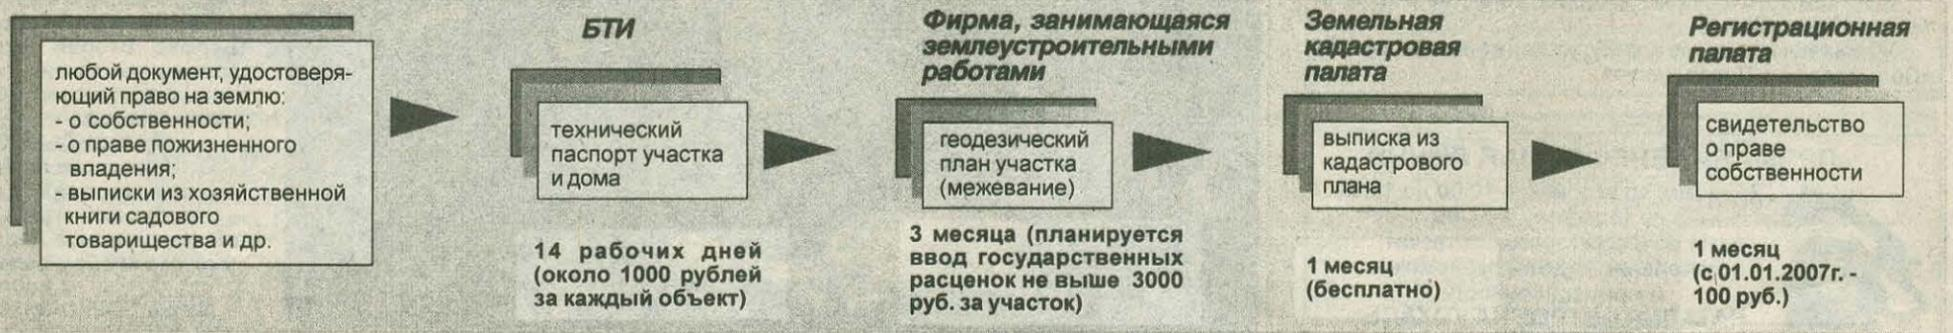 любой документ, удостоверя-
ющий право на землю:
- о собственности;
- о праве пожизненного
владения;
- выписки из хозяйственной
книги садового
товарищества и др.
БТИ
технический
паспорт участка
и дома
14 рабочих дней
(около 1000 рублей
за каждый объект)
Фирма, занимающаяся
землеустроительными
работами
геодезический
план участка
(межевание)
3 месяца (планируется
ввод государственных
расценок не выше 3000
руб. за участок)
Земельная
кадастровая
палата
выписка из
кадастрового
плана
1 месяц
(бесплатно)
Регистрационная
палата
свидетельство
о праве
собственности
1 месяц
(с 01.01.2007г. -
100 руб.)